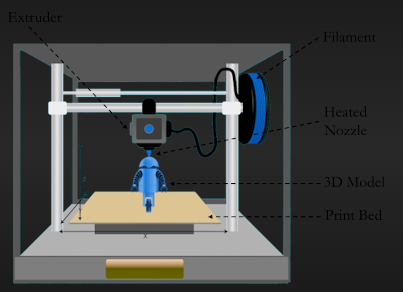 Extruder
Filament
Heated
Nozzle
3D Model
Print Bed
X